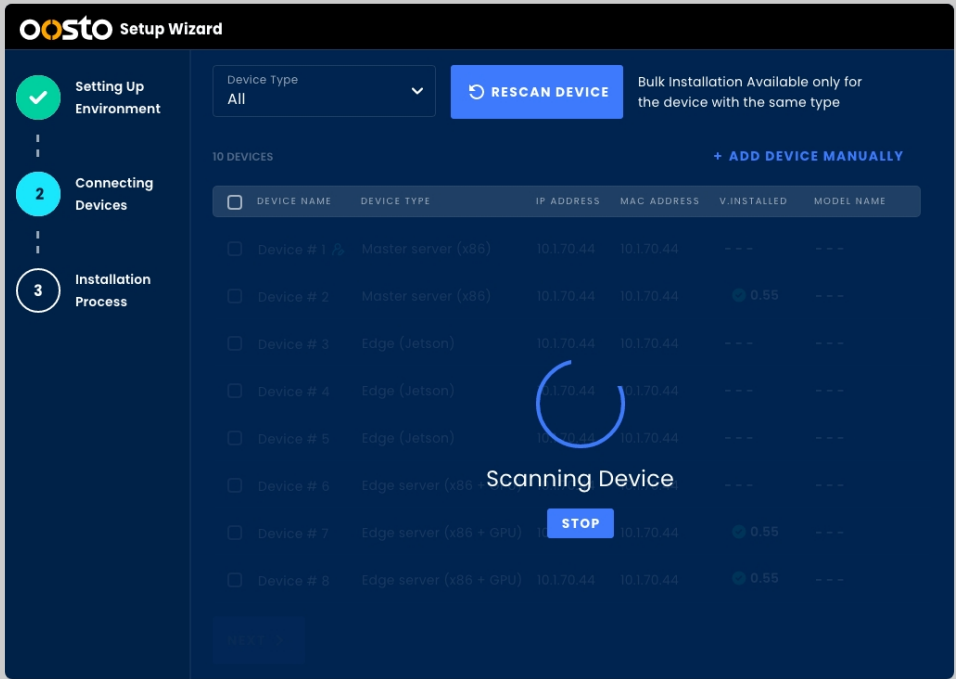 oosto Setup Wizard
Setting Up
Environment
2
Connecting
Devices
3
Installation
Process
Device Type
All
RESCAN DEVICE
Bulk Installation Available only for
the device with the same type
10 DEVICES
+ ADD DEVICE MANUALLY
DEVICE NAME DEVICE TYPE IP ADDRESS MAC ADDRESS V.INSTALLED MODEL NAME
Device # 1 Master server (x86) 10.1.70.44 10.1.70.44 --- ---
Device # 2 Master server (x86) 10.1.70.44 10.1.70.44 0.55 ---
Device # 3 Edge (Jetson) 10.1.70.44 10.1.70.44 --- ---
Device # 4 Edge (Jetson) 10.1.70.44 10.1.70.44 --- ---
Device # 5 Edge (Jetson) 10.1.70.44 10.1.70.44 --- ---
Device # 6 Edge server (x86 + GPU) --- ---
Scanning Device
STOP
Device # 7 Edge server (x86 + GPU) 10.1.70.44 0.55 ---
Device # 8 Edge server (x86 + GPU) 10.1.70.44 10.1.70.44 0.55 ---
NEXT